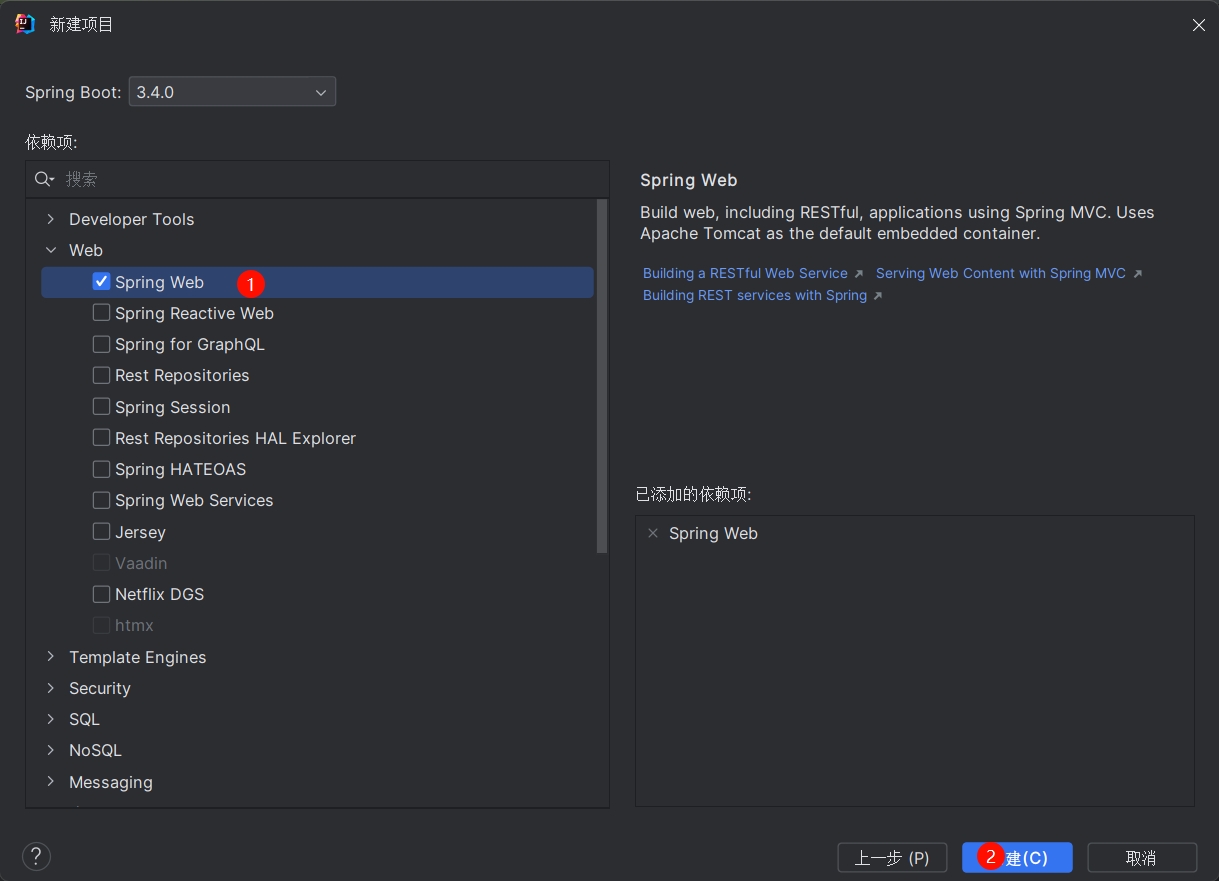 新建项目
Spring Boot: 3.4.0
依赖项:
搜索
Developer Tools
Web
Spring Web 1
Spring Reactive Web
Spring for GraphQL
Rest Repositories
Spring Session
Rest Repositories HAL Explorer
Spring HATEOAS
Spring Web Services
Jersey
Vaadin
Netflix DGS
htmx
Template Engines
Security
SQL
NoSQL
Messaging
Spring Web
Build web, including RESTful, applications using Spring MVC. Uses
Apache Tomcat as the default embedded container.
Building a RESTful Web Service Serving Web Content with Spring MVC
Building REST services with Spring
已添加的依赖项:
Spring Web
? 上一步 (P) 2 建(C) 取消